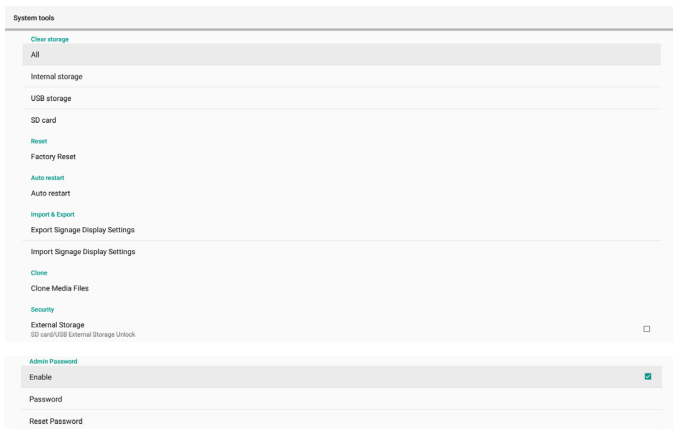 System tools
Clear storage
All
Internal storage
USB storage
SD card
Reset
Factory Reset
Auto restart
Auto restart
Import & Export
Export Signage Display Settings
Import Signage Display Settings
Clone
Clone Media Files
Security
External Storage
SD card/USB External Storage Unlock
Admin Password
Enable
Password
Reset Password